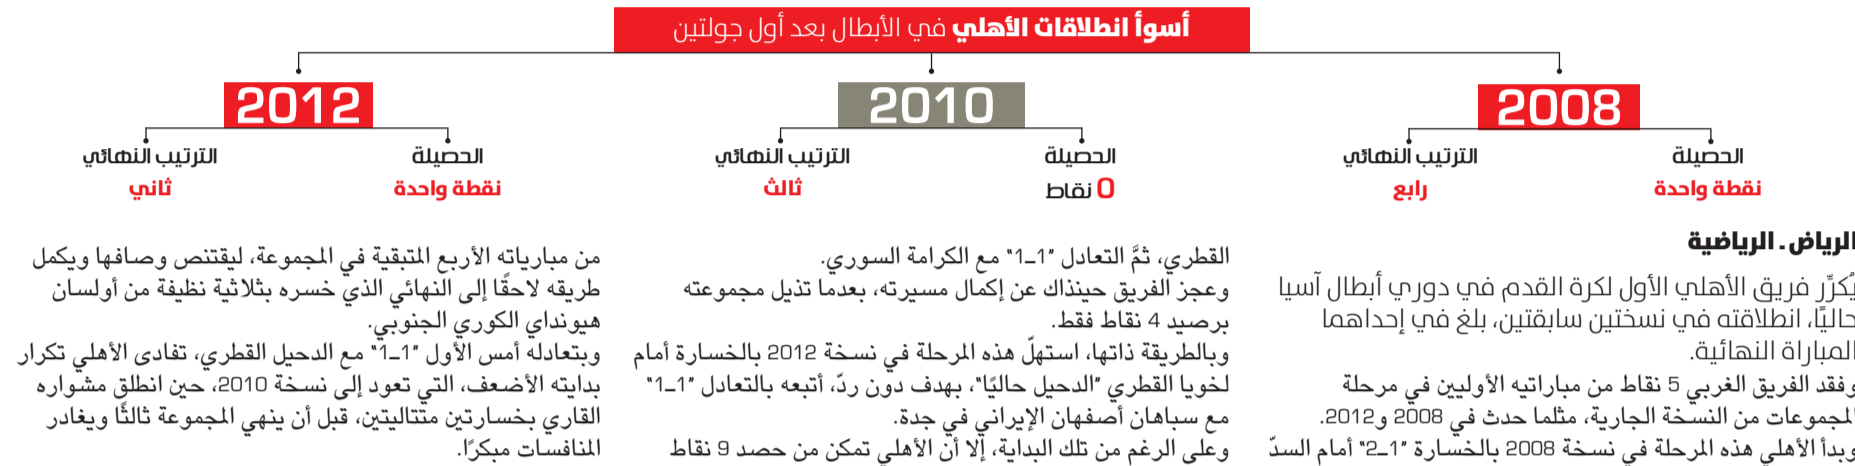 أسوأ انطلاقات الأهلي في الأبطال بعد أول جولتين
2008
الحصيلة
نقطة واحدة
الترتيب النهائي
رابع
2010
الحصيلة
0 نقاط
الترتيب النهائي
ثالث
2012
الحصيلة
نقطة واحدة
الترتيب النهائي
ثاني
الرياض ـ الرياضية
يُكرِّر فريق الأهلي الأول لكرة القدم في دوري أبطال آسيا
حاليًا، انطلاقته في نسختين سابقتين، بلغ في إحداهما
المباراة النهائية.
وفقد الفريق الغربي 5 نقاط من مباراتيه الأوليين في مرحلة
المجموعات من النسخة الجارية، مثلما حدث في 2008 و2012.
وبدأ الأهلي هذه المرحلة في نسخة 2008 بالخسارة "1ـ2" أمام السدّ
القطري، ثمَّ التعادل "1ـ1" مع الكرامة السوري.
وعجز الفريق حينذاك عن إكمال مسيرته، بعدما تذيل مجموعته
برصيد 4 نقاط فقط.
وبالطريقة ذاتها، استهلّ هذه المرحلة في نسخة 2012 بالخسارة أمام
لخويا القطري "الدحيل حاليًا"، بهدف دون ردّ، أتبعه بالتعادل "1ـ1"
مع سباهان أصفهان الإيراني في جدة.
وعلى الرغم من تلك البداية، إلا أن الأهلي تمكن من حصد 9 نقاط
من مبارياته الأربع المتبقية في المجموعة، ليقتنص وصافها ويكمل
طريقه لاحقًا إلى النهائي الذي خسره بثلاثية نظيفة من أولسان
هيونداي الكوري الجنوبي.
وبتعادله أمس الأول "1ـ1" مع الدحيل القطري، تفادى الأهلي تكرار
بدايته الأضعف، التي تعود إلى نسخة 2010، حين انطلق مشواره
القاري بخسارتين متتاليتين، قبل أن ينهي المجموعة ثالثًا ويغادر
المنافسات مبكرًا.